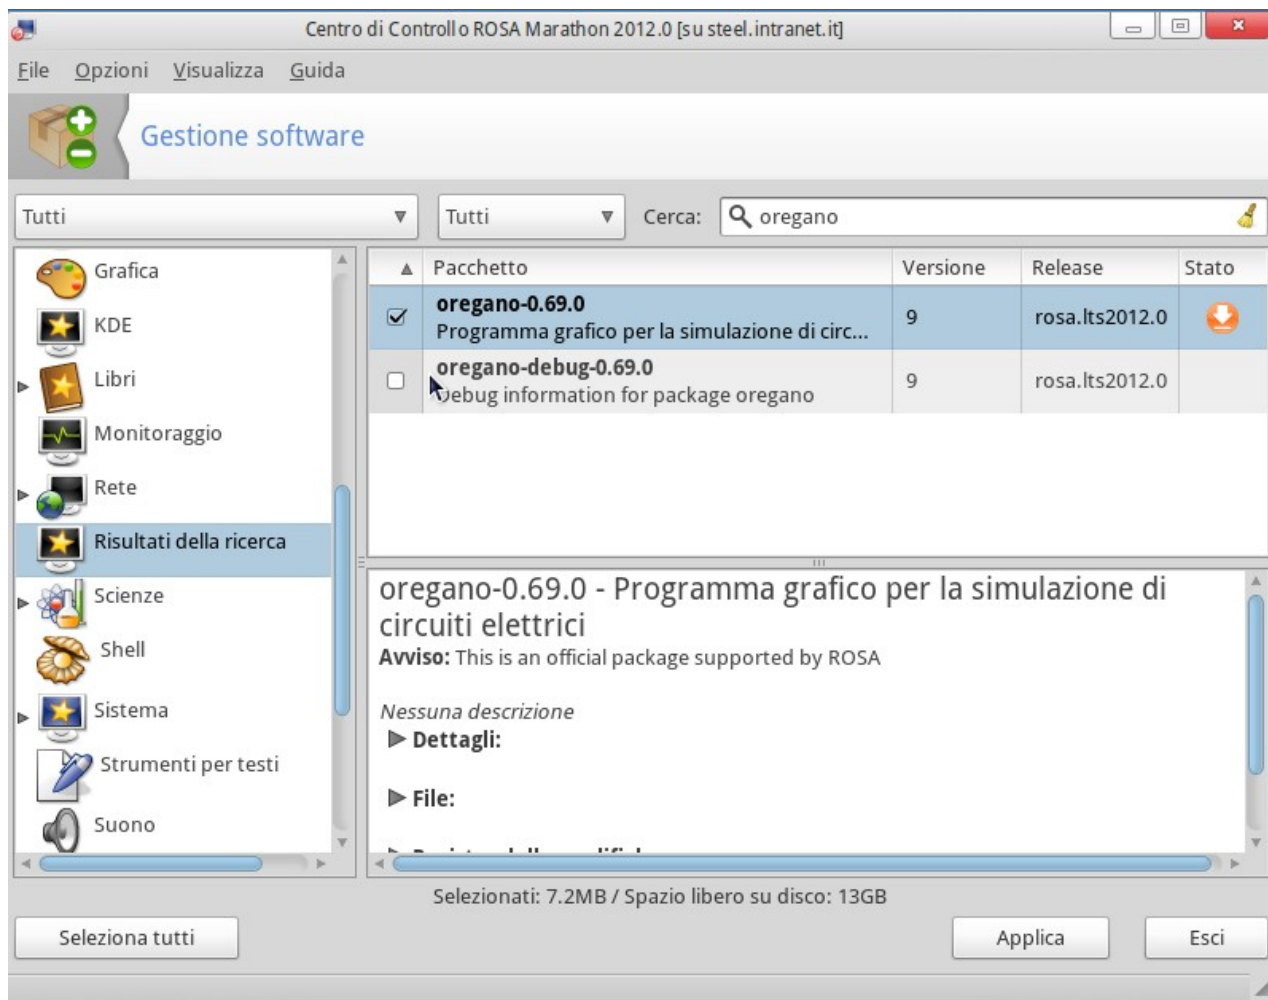 Centro di Controllo ROSA Marathon 2012.0 [su steel.intranet.it]
File Opzioni Visualizza Guida
Gestione software
Tutti Tutti Cerca: oregano
Grafica
KDE
Libri
Monitoraggio
Rete
Risultati della ricerca
Scienze
Shell
Sistema
Strumenti per testi
Suono
Pacchetto Versione Release Stato
oregano-0.69.0
Programma grafico per la simulazione di circ... 9 rosa.lts2012.0
oregano-debug-0.69.0
Debug information for package oregano 9 rosa.lts2012.0
oregano-0.69.0 - Programma grafico per la simulazione di
circuiti elettrici
Avviso: This is an official package supported by ROSA
Nessuna descrizione
Dettagli:
File:
Selezionati: 7.2MB / Spazio libero su disco: 13GB
Seleziona tutti Applica Esci